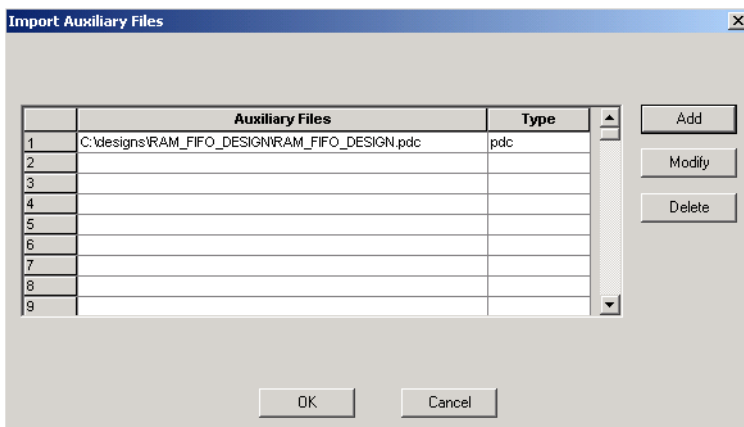 Import Auxiliary Files
Auxiliary Files Type
1 C:\designs\RAM_FIFO_DESIGN\RAM_FIFO_DESIGN.pdc pdc
2
3
4
5
6
7
8
9
Add
Modify
Delete
OK Cancel